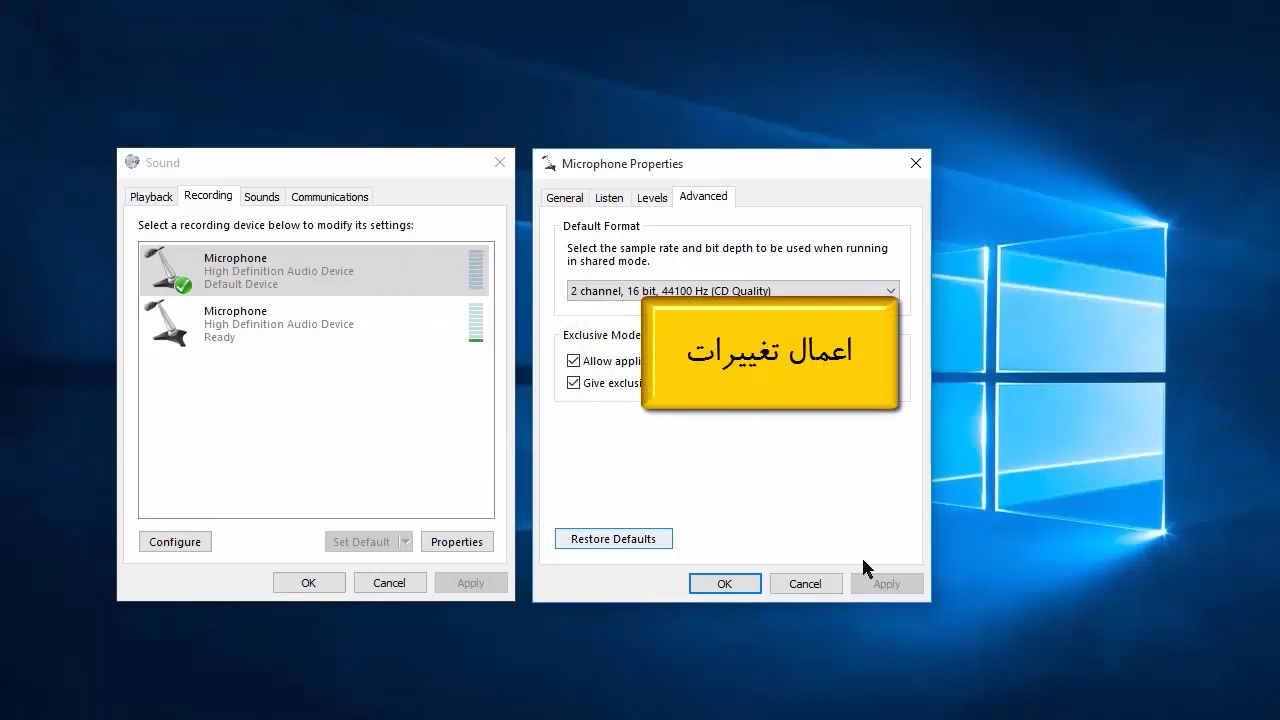 Sound
Playback Recording Sounds Communications
Select a recording device below to modify its settings:
Microphone
High Definition Audio Device
Default Device
Microphone
High Definition Audio Device
Ready
Configure Set Default Properties
OK Cancel Apply
Microphone Properties
General Listen Levels Advanced
Default Format
Select the sample rate and bit depth to be used when running
in shared mode.
2 channel, 16 bit, 44100 Hz (CD Quality)
Exclusive Mode
Allow appli
Give exclusi
اعمال تغییرات
Restore Defaults
OK Cancel Apply